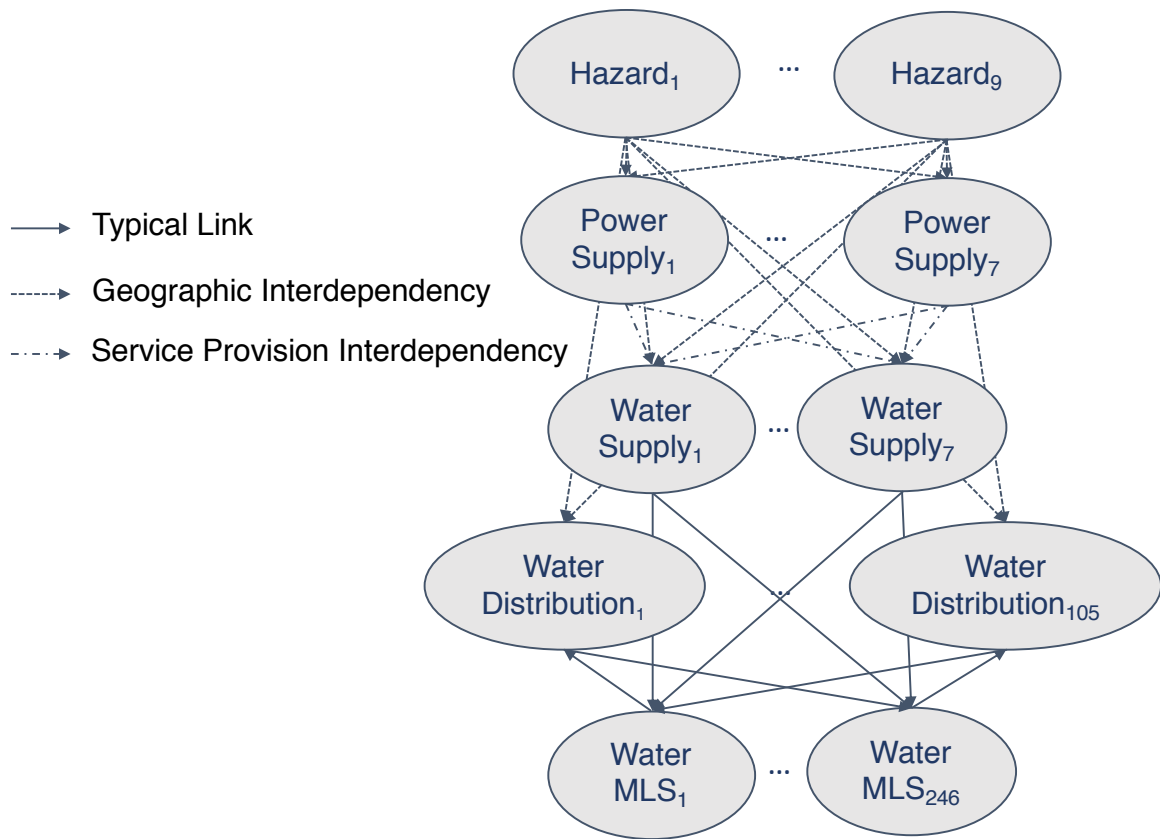 Hazard₁
...
Hazard₉
Typical Link
Geographic Interdependency
Service Provision Interdependency
Power
Supply₁
...
Power
Supply₇
Water
Supply₁
...
Water
Supply₇
Water
Distribution₁
...
Water
Distribution₁₀₅
Water
MLS₁
...
Water
MLS₂₄₆